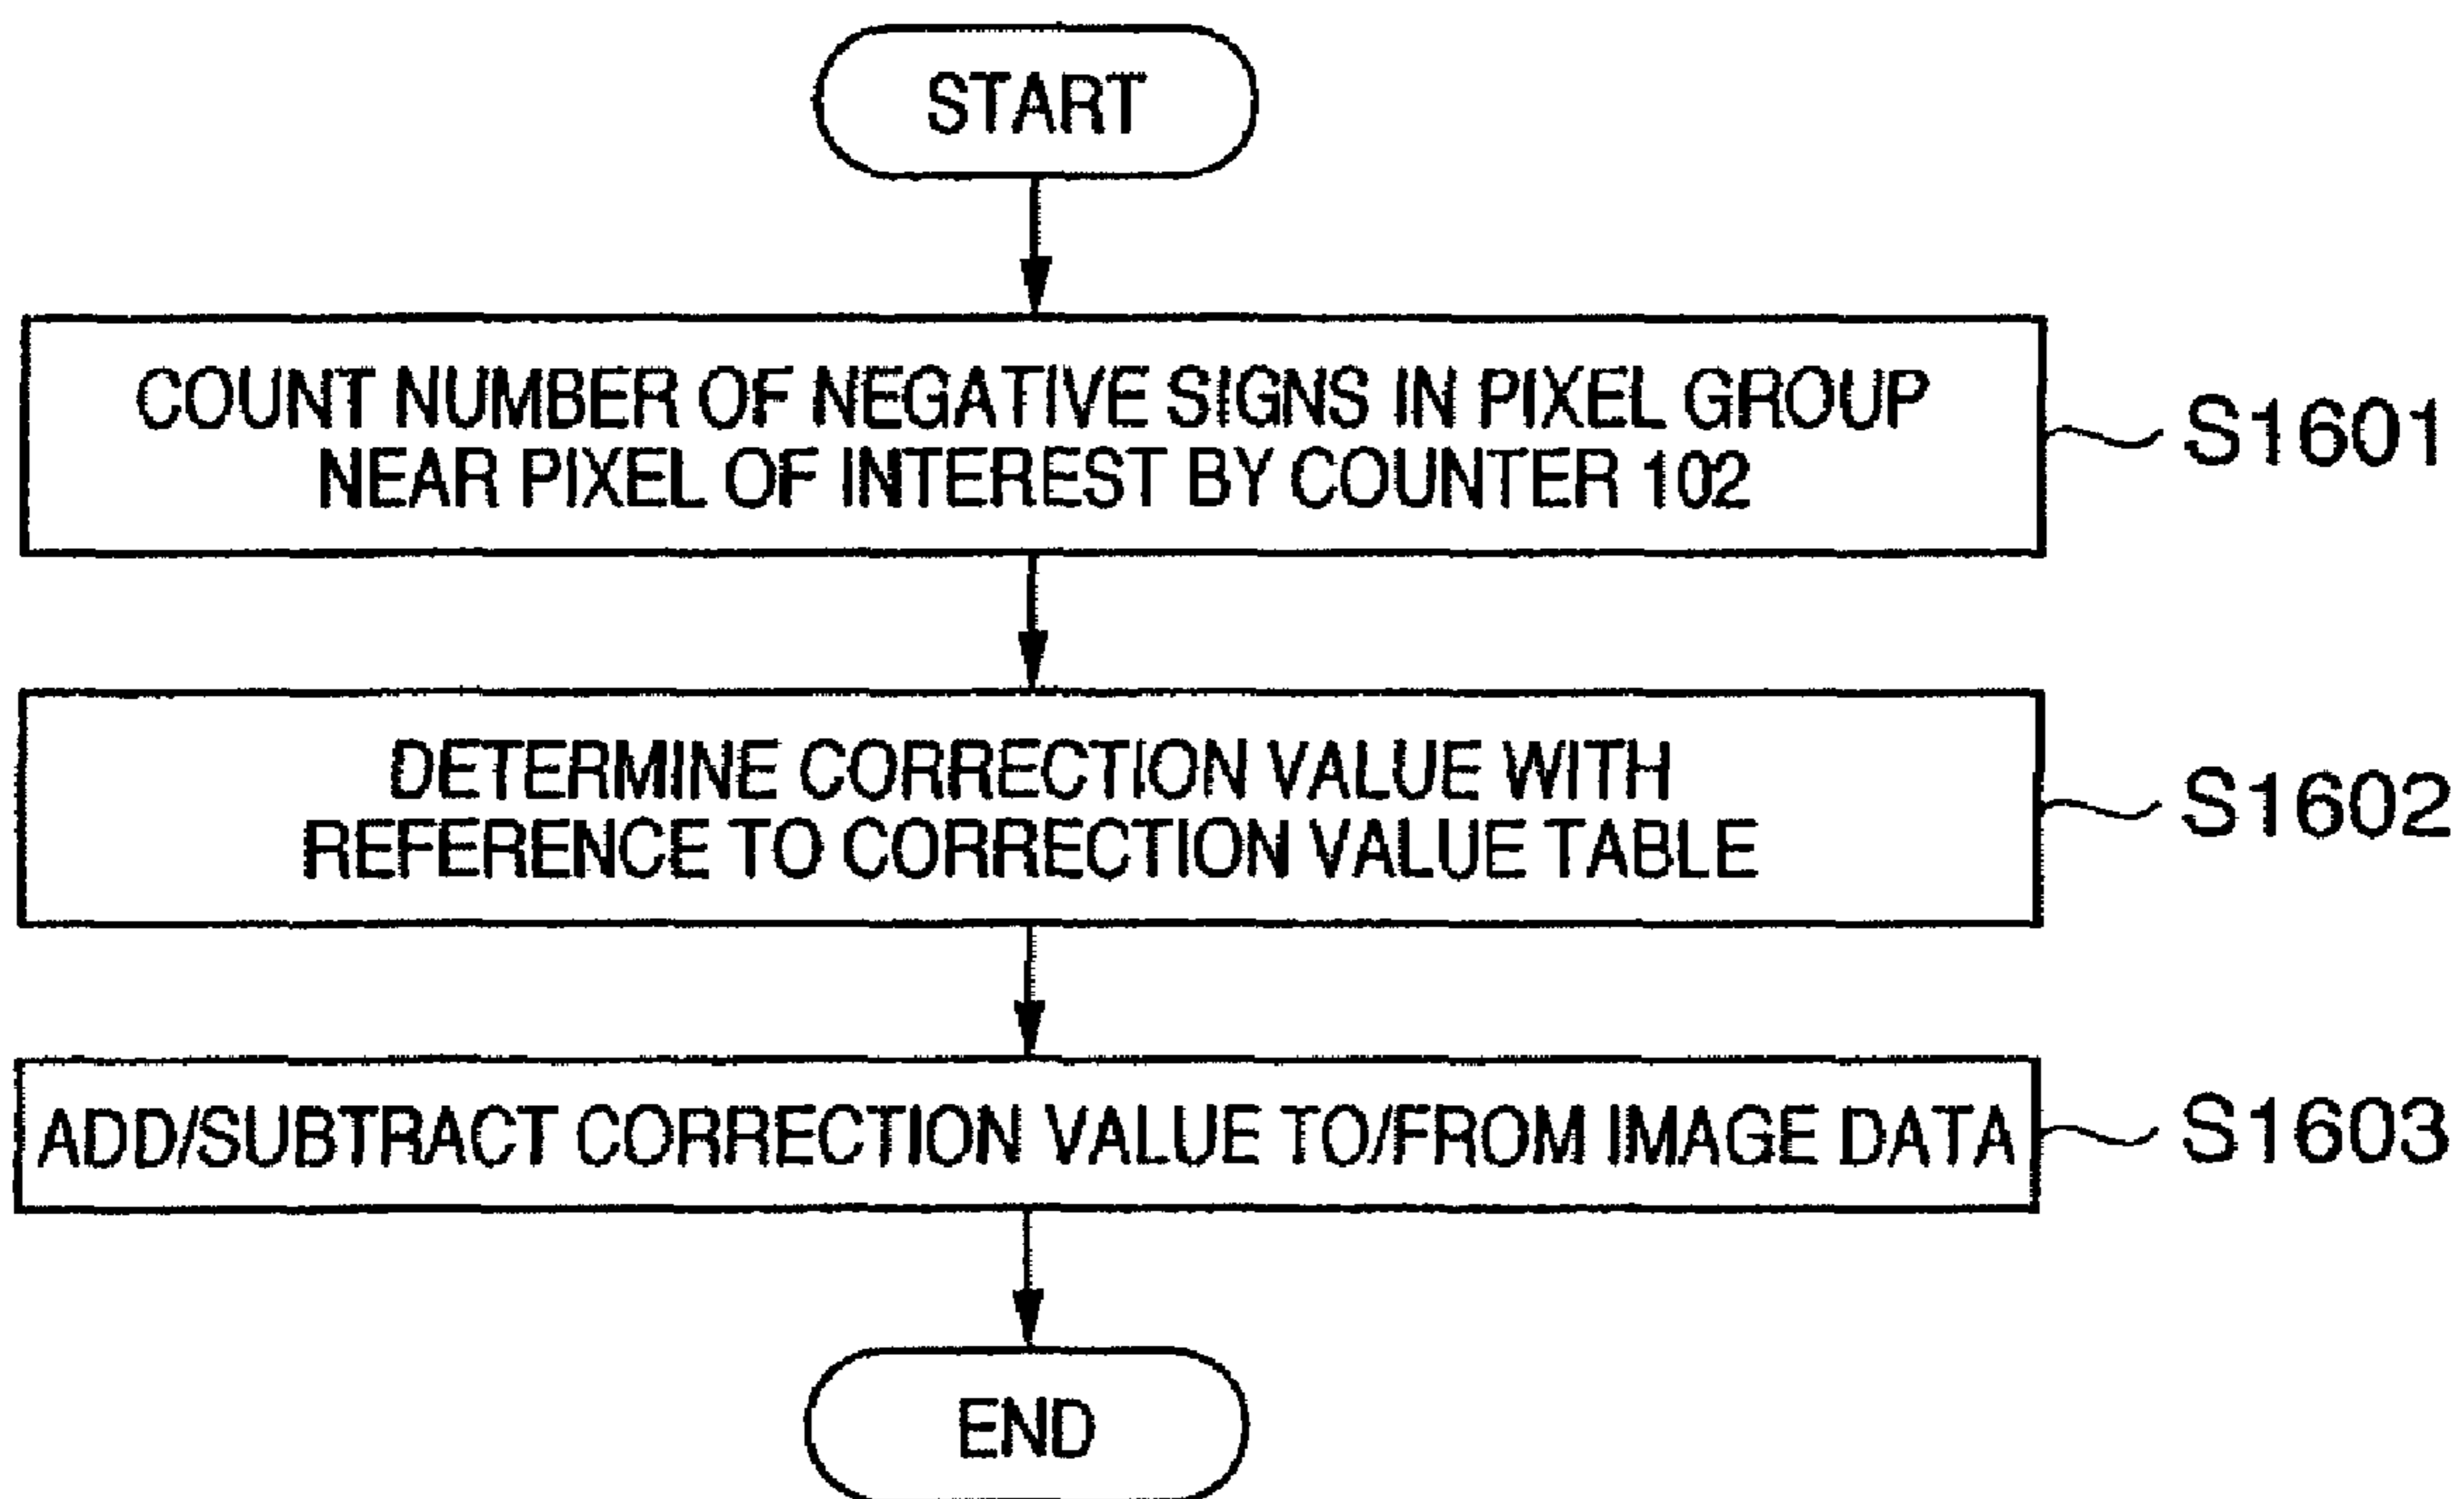 START
COUNT NUMBER OF NEGATIVE SIGNS IN PIXEL GROUP
NEAR PIXEL OF INTEREST BY COUNTER 102
S1601
DETERMINE CORRECTION VALUE WITH
REFERENCE TO CORRECTION VALUE TABLE
S1602
ADD/SUBTRACT CORRECTION VALUE TO/FROM IMAGE DATA
S1603
END